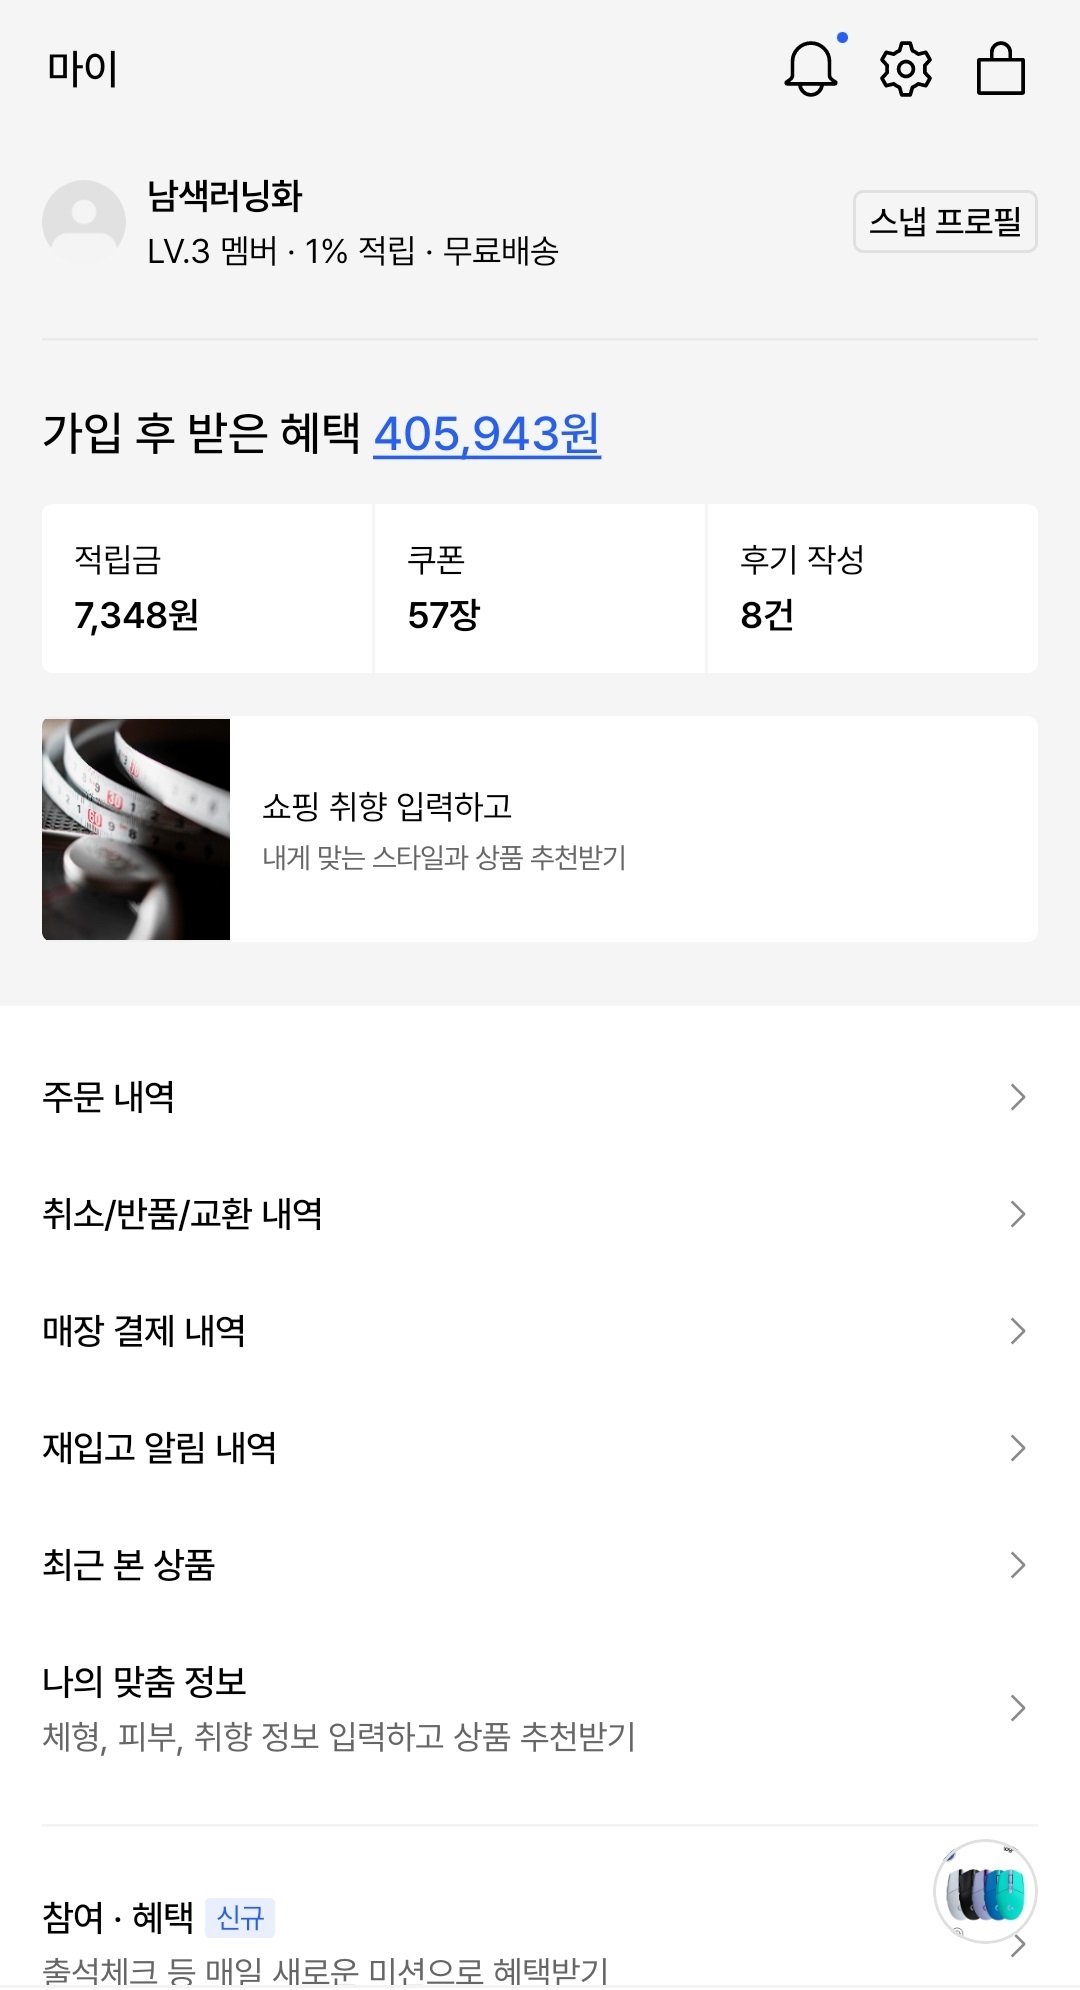 마이
남색러닝화
LV.3 멤버 · 1% 적립 · 무료배송
스냅 프로필
가입 후 받은 혜택 405,943원
적립금
7,348원
쿠폰
57장
후기 작성
8건
쇼핑 취향 입력하고
내게 맞는 스타일과 상품 추천받기
주문 내역
취소/반품/교환 내역
매장 결제 내역
재입고 알림 내역
최근 본 상품
나의 맞춤 정보
체형, 피부, 취향 정보 입력하고 상품 추천받기
참여 · 혜택 신규
출석체크 등 매일 새로운 미션으로 혜택받기